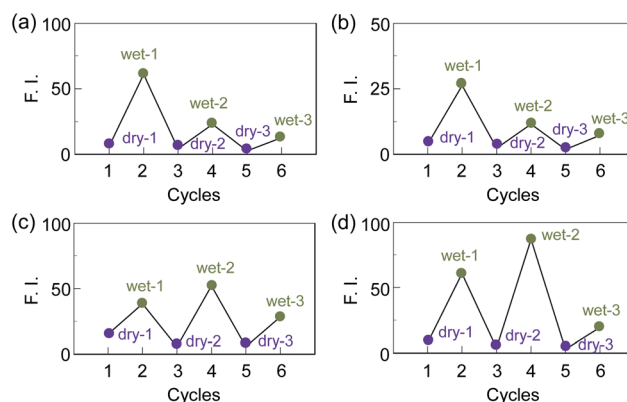 (a)
100
50
0
F. I.
wet-1
wet-2
wet-3
dry-1
dry-2
dry-3
1 2 3 4 5 6
Cycles
(b)
50
25
0
F. I.
wet-1
wet-2
wet-3
dry-1
dry-2
dry-3
1 2 3 4 5 6
Cycles
(c)
100
50
0
F. I.
wet-1
wet-2
wet-3
dry-1
dry-2
dry-3
1 2 3 4 5 6
Cycles
(d)
100
50
0
F. I.
wet-1
wet-2
wet-3
dry-1
dry-2
dry-3
1 2 3 4 5 6
Cycles